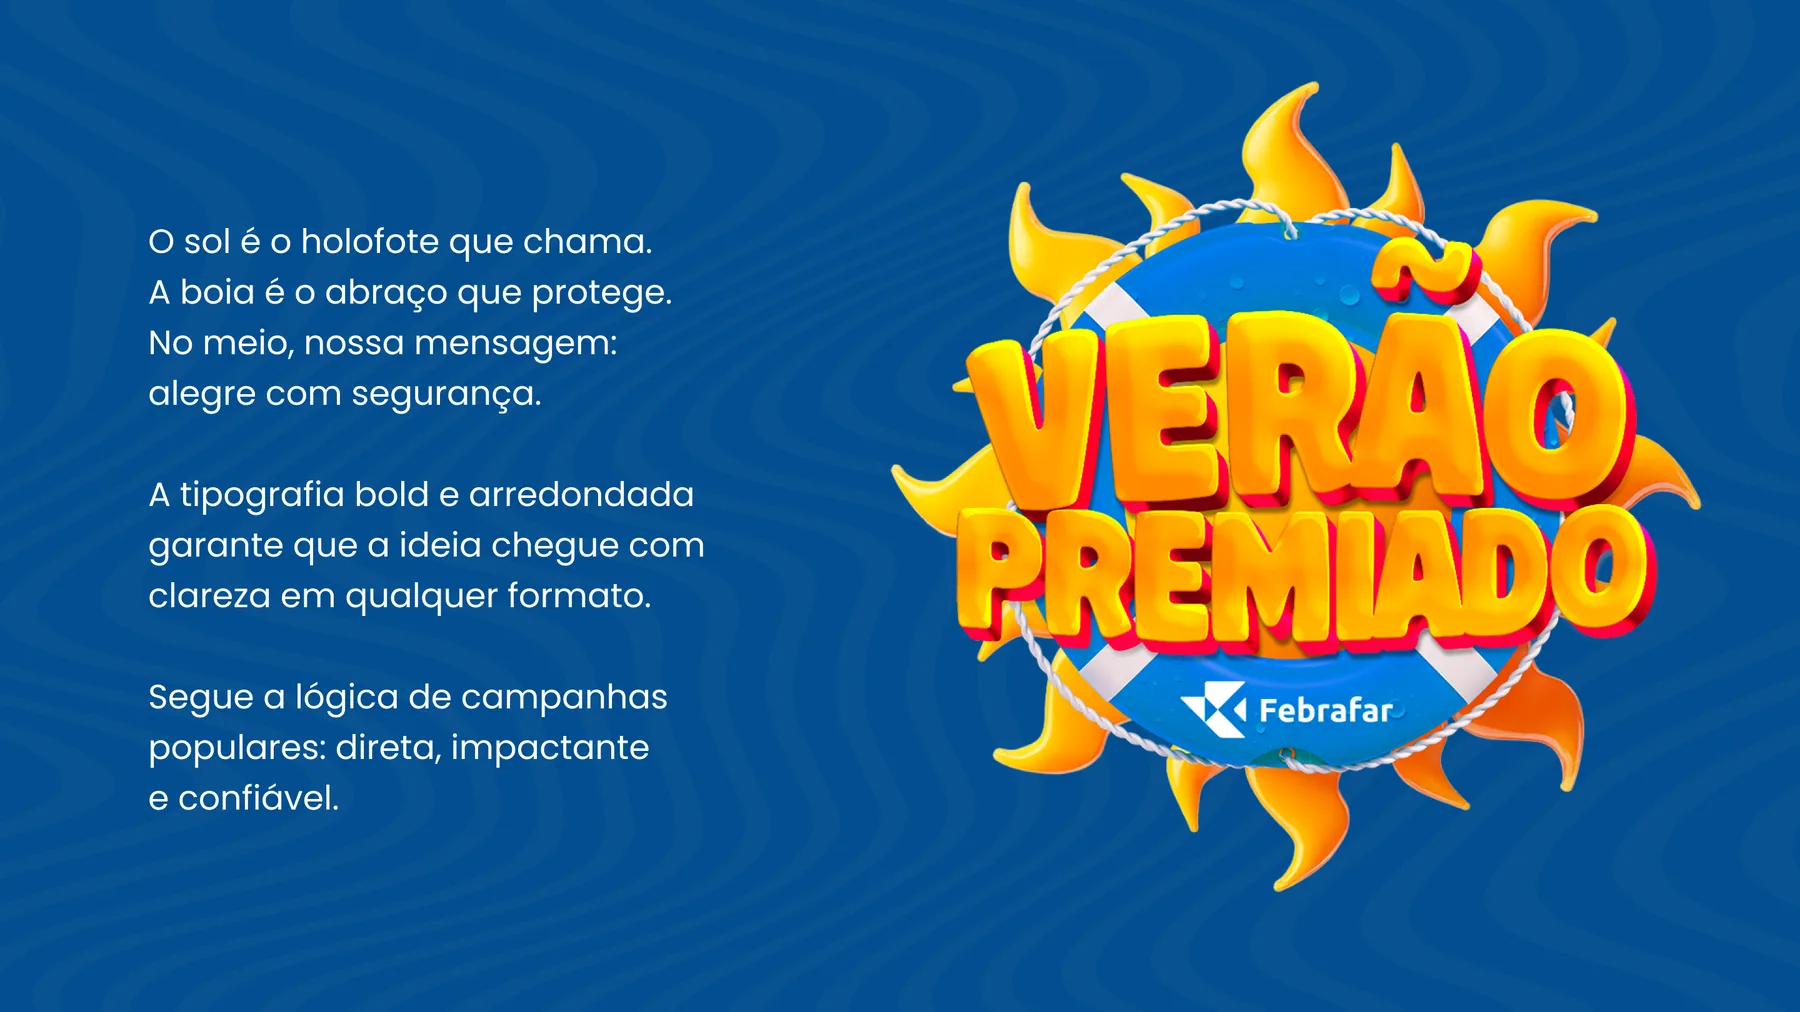 O sol é o holofote que chama.
A boia é o abraço que protege.
No meio, nossa mensagem:
alegre com segurança.
A tipografia bold e arredondada
garante que a ideia chegue com
clareza em qualquer formato.
Segue a lógica de campanhas
populares: direta, impactante
e confiável.
VERÃO
PREMIADO
Febrafar